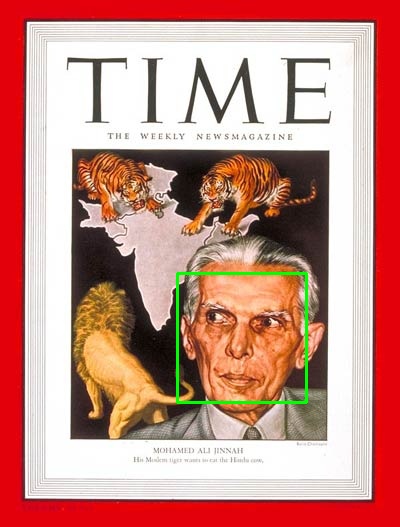 TIME
THE WEEKLY NEWSMAGAZINE
MOHAMED ALI JINNAH
His Moslem tiger wants to eat the Hindu cow.